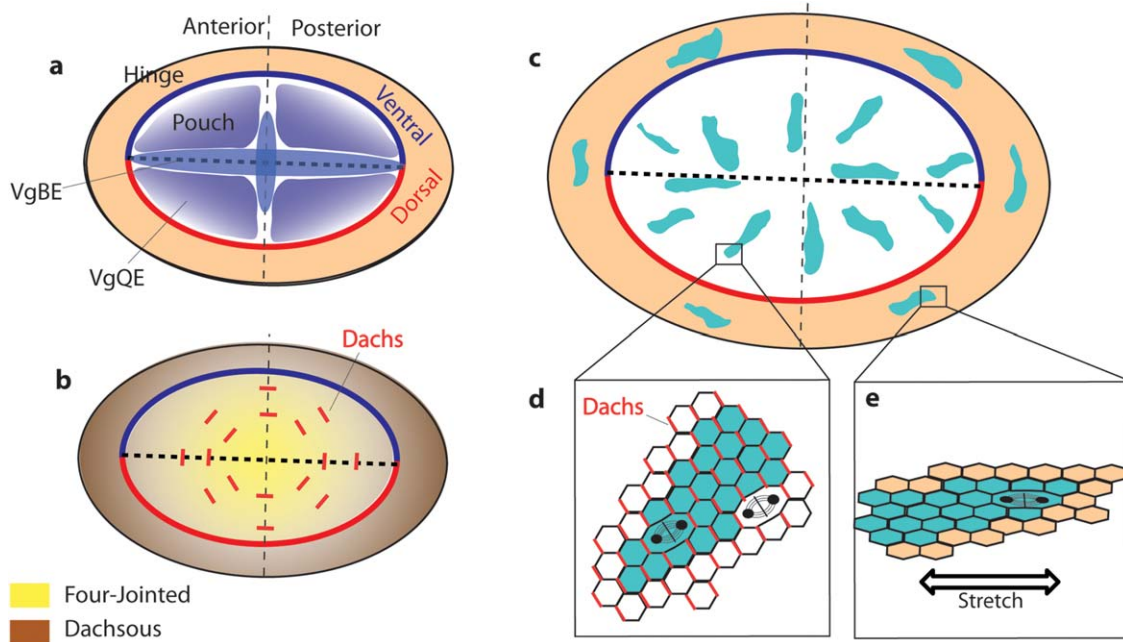 Anterior Posterior
a
Hinge
Pouch
Ventral
VgBE
Dorsal
VgQE
Dachs
b
Four-Jointed
Dachsous
c
d
Dachs
e
Stretch